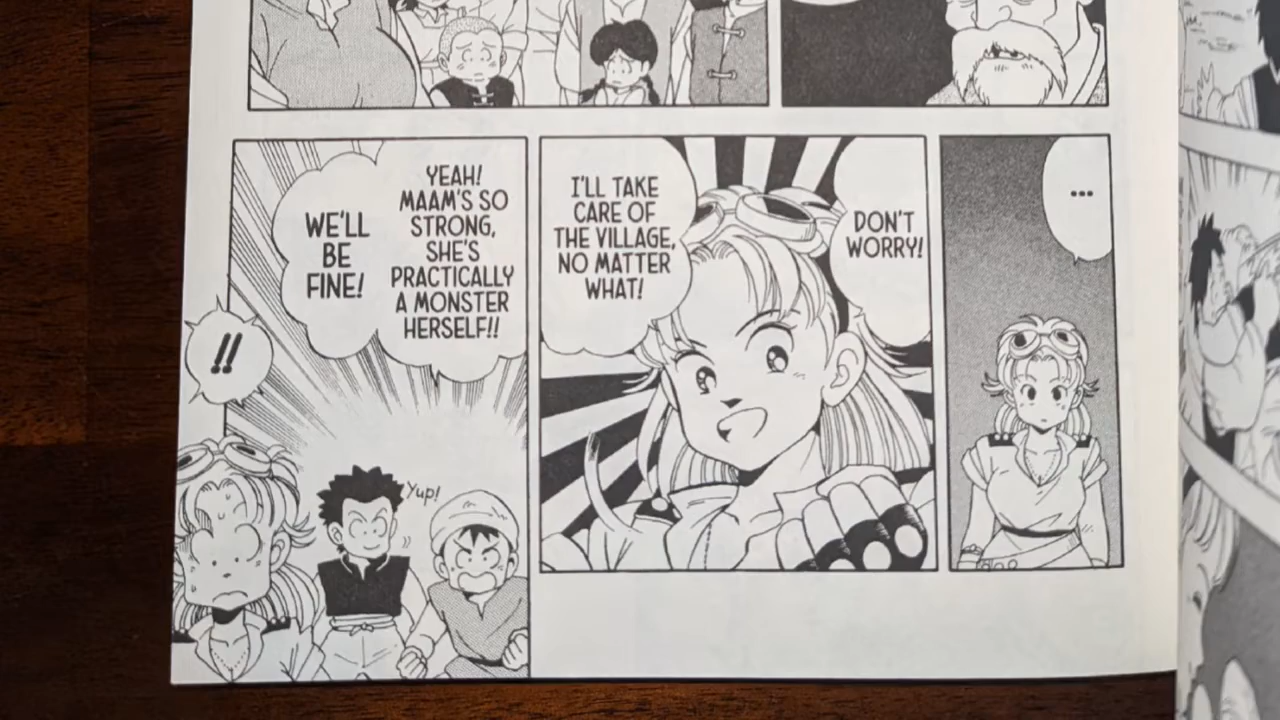 ...
DON'T
WORRY!
I'LL TAKE
CARE OF
THE VILLAGE,
NO MATTER
WHAT!
YEAH!
MAAM'S SO
STRONG,
SHE'S
PRACTICALLY
A MONSTER
HERSELF!!
WE'LL
BE
FINE!
Yup!
!!